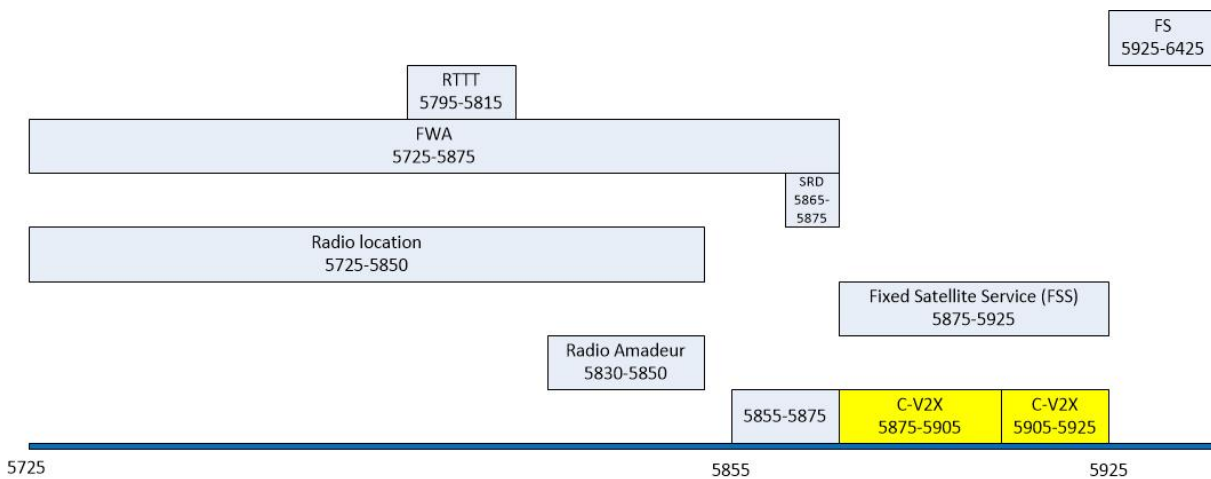 FS
5925-6425
RTTT
5795-5815
FWA
5725-5875
SRD
5865-
5875
Radio location
5725-5850
Fixed Satellite Service (FSS)
5875-5925
Radio Amadeur
5830-5850
5855-5875
C-V2X
5875-5905
C-V2X
5905-5925
5725
5855
5925